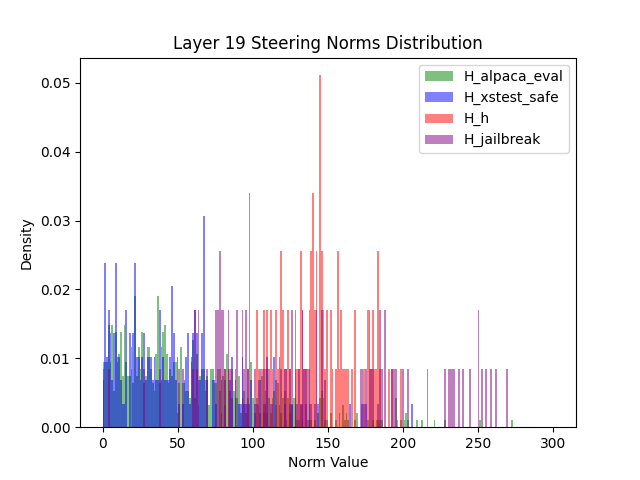 Layer 19 Steering Norms Distribution
H_alpaca_eval
H_xstest_safe
H_h
H_jailbreak
0.05
0.04
0.03
0.02
0.01
0.00
Density
0 50 100 150 200 250 300
Norm Value